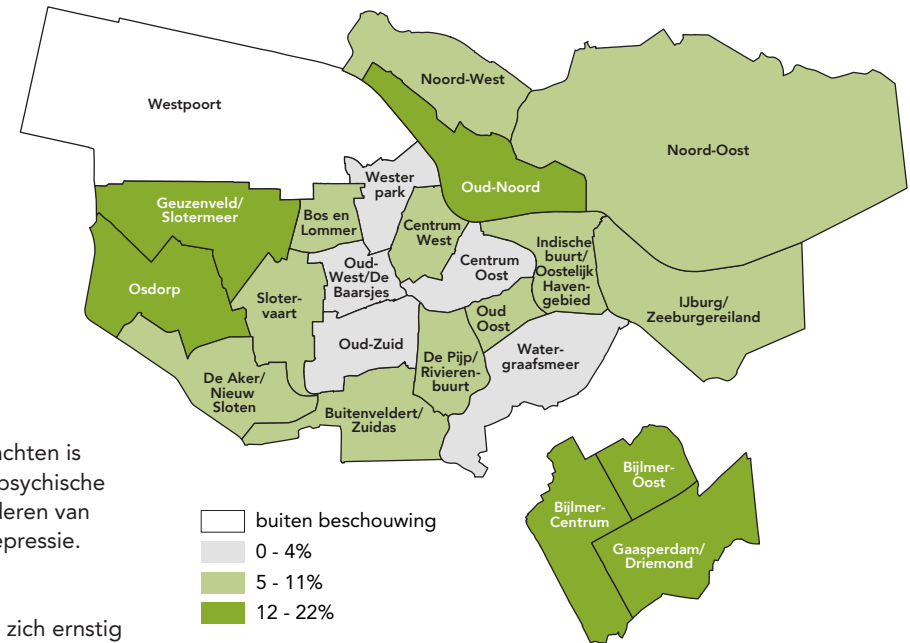 Noord-West
Westpoort
Noord-Oost
Wester
park
Oud-Noord
Geuzenveld/
Slotermeer
Bos en
Lommer
Centrum
West
Indische
buurt/
Oostelijk
Haven-
gebied
Oud-
West/De
Baarsjes
Centrum
Oost
Osdorp
Sloter-
vaart
IJburg/
Zeeburgereiland
Oud
Oost
Oud-Zuid
Water-
graafsmeer
De Pijp/
Rivieren-
buurt
De Aker/
Nieuw
Sloten
Buitenveldert/
Zuidas
achten is
psychische
deren van
epressie.
zich ernstig
Bijlmer-
Oost
Bijlmer-
Centrum
Gaasperdam/
Driemond
buiten beschouwing
0 - 4%
5 - 11%
12 - 22%